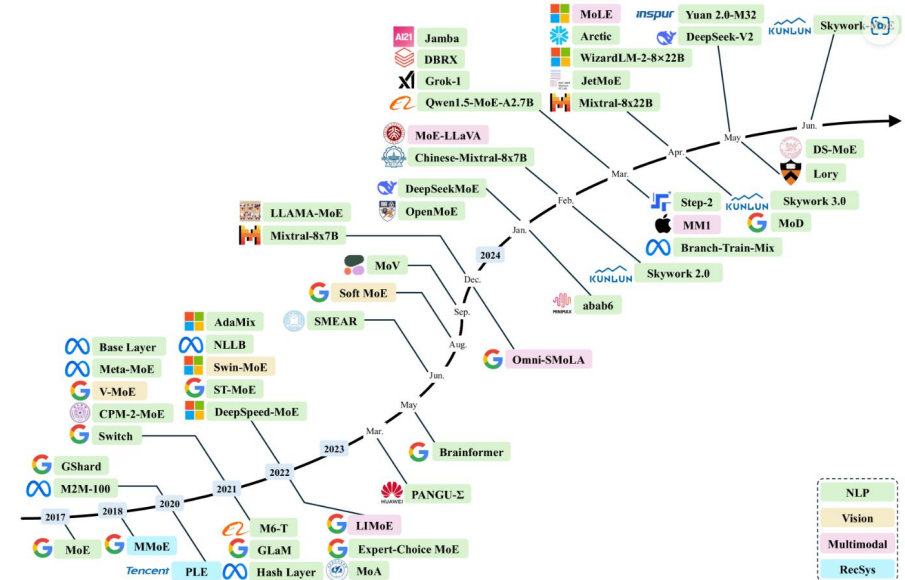 AI21 Jamba
DBRX
Grok-1
Qwen1.5-MoE-A2.7B
MoE-LLaVA
Chinese-Mixtral-8x7B
DeepSeekMoE
OpenMoE
MoLE
Arctic
WizardLM-2-8×22B
JetMoE
Mixtral-8x22B
inspur Yuan 2.0-M32
DeepSeek-V2
KUNLUN Skywork-MoE
LLAMA-MoE
Mixtral-8x7B
MoV
Soft MoE
SMEAR
AdaMix
NLLB
Swin-MoE
ST-MoE
DeepSpeed-MoE
Base Layer
Meta-MoE
V-MoE
CPM-2-MoE
Switch
GShard
M2M-100
2017
2018
2020
2021
2022
2023
Mar.
May
Jun.
Aug.
Sep.
Dec.
2024
Jan.
Feb.
Mar.
Apr.
May
Jun.
DS-MoE
Lory
Step-2
MM1
Branch-Train-Mix
KUNLUN Skywork 3.0
MoD
KUNLUN Skywork 2.0
MINIMAX abab6
Omni-SMoLA
Brainformer
HUAWEI PANGU-Σ
LIMoE
Expert-Choice MoE
MoA
M6-T
GLaM
Hash Layer
MoE
MMoE
Tencent PLE
NLP
Vision
Multimodal
RecSys